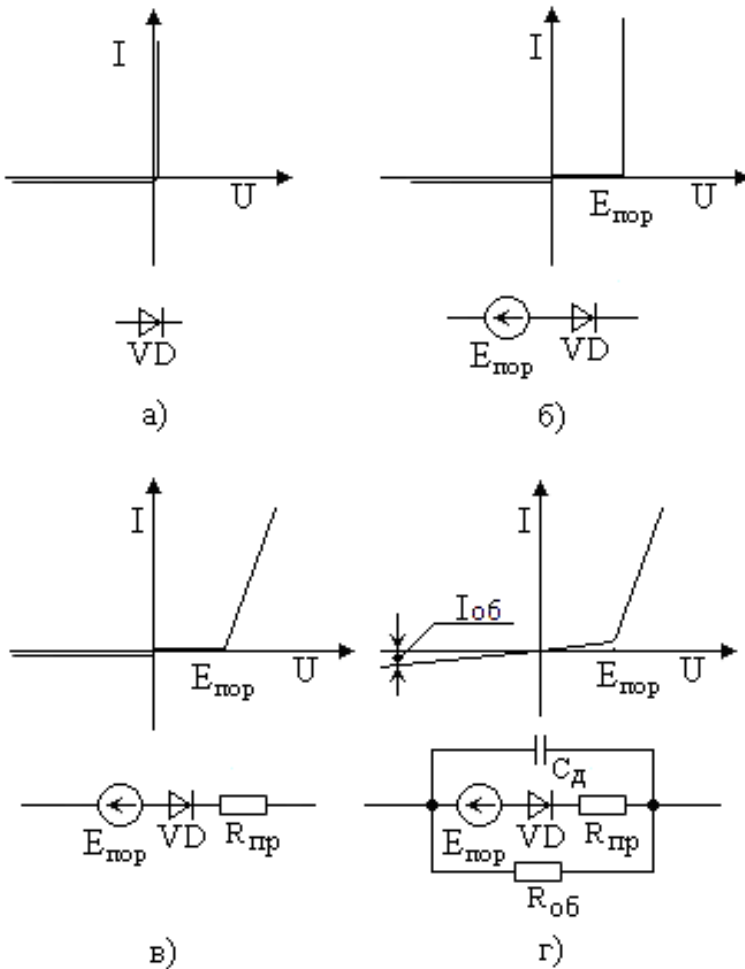 I
U
VD
а)
I
Eпор
U
Eпор
VD
б)
I
Eпор
U
Eпор
VD
Rпр
в)
I
Iоб
Eпор
U
Cд
Eпор
VD
Rпр
Rоб
г)